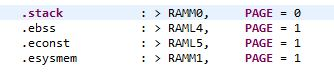 .stack : > RAMM0, PAGE = 0
.ebss : > RAML4, PAGE = 1
.econst : > RAML5, PAGE = 1
.esysmem : > RAMM1, PAGE = 1